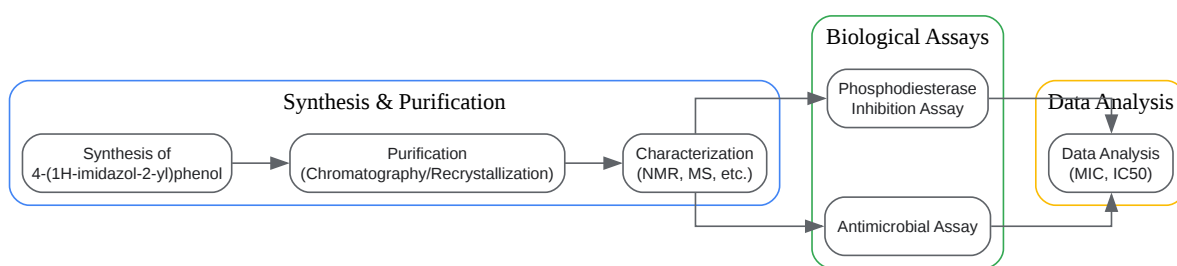 Synthesis & Purification
Synthesis of
4-(1H-imidazol-2-yl)phenol
Purification
(Chromatography/Recrystallization)
Characterization
(NMR, MS, etc.)
Biological Assays
Phosphodiesterase
Inhibition Assay
Antimicrobial Assay
Data Analysis
Data Analysis
(MIC, IC50)